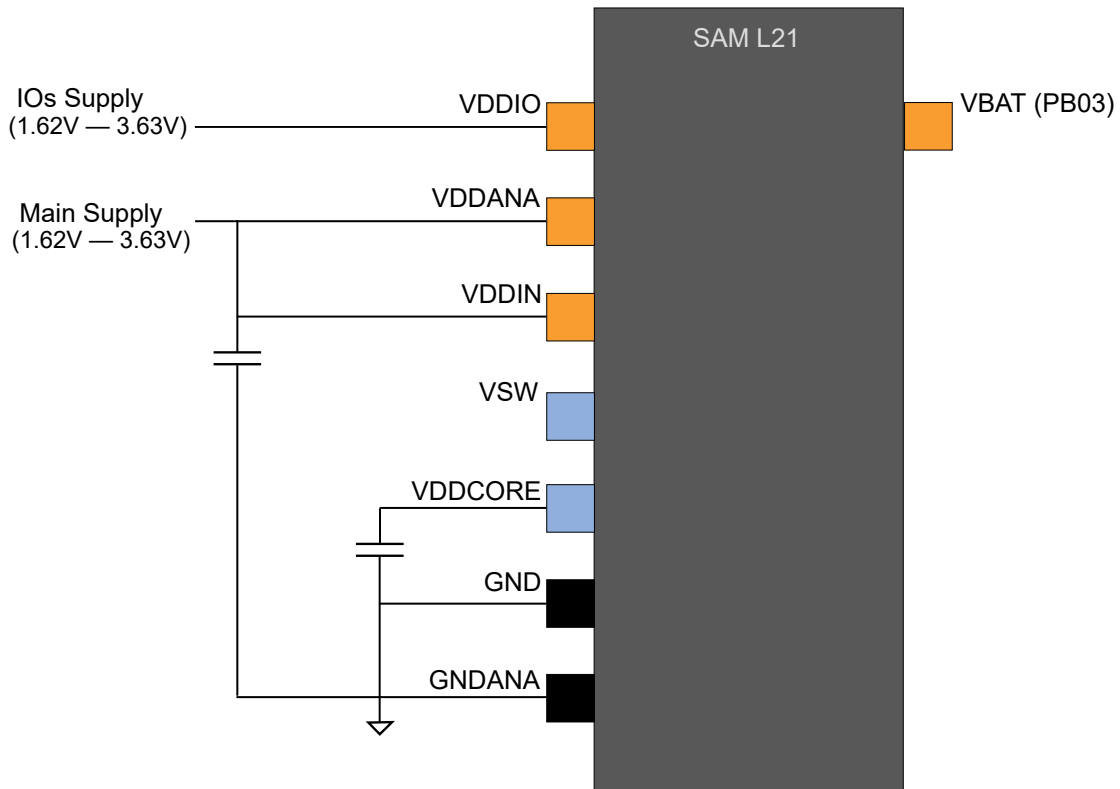 SAM L21
IOs Supply
(1.62V — 3.63V)
VDDIO
VBAT (PB03)
VDDANA
Main Supply
(1.62V — 3.63V)
VDDIN
VSW
VDDCORE
GND
GNDANA